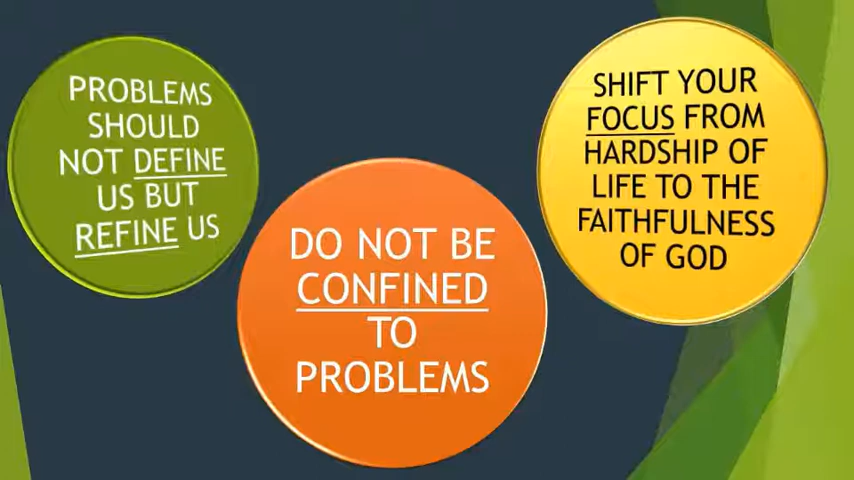 PROBLEMS
SHOULD
NOT DEFINE
US BUT
REFINE US
DO NOT BE
CONFINED
TO
PROBLEMS
SHIFT YOUR
FOCUS FROM
HARDSHIP OF
LIFE TO THE
FAITHFULNESS
OF GOD